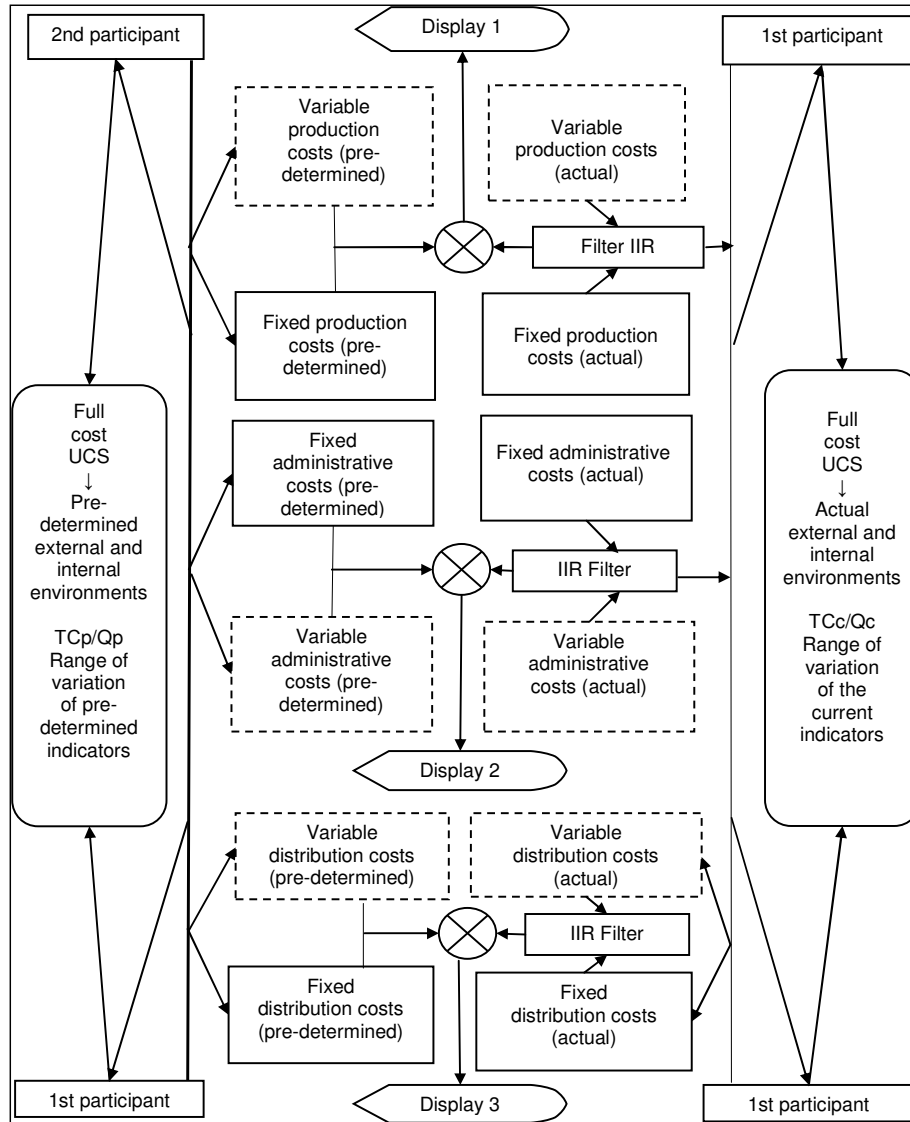 2nd participant
Display 1
1st participant
Variable
production
costs (pre-
determined)
Variable
production costs
(actual)
Filter IIR
Fixed production
costs (pre-
determined)
Fixed production
costs (actual)
Full
cost
UCS
↓
Pre-
determined
external and
internal
environments
TCp/Qp
Range of
variation
of pre-
determined
indicators
Fixed
administrative
costs (pre-
determined)
Fixed administrative
costs (actual)
IIR Filter
Variable
administrative
costs (pre-
determined)
Variable
administrative
costs (actual)
Full
cost
UCS
↓
Actual
external and
internal
environments
TCc/Qc
Range of
variation
of the
current
indicators
Display 2
Variable
distribution costs
(pre-determined)
Variable
distribution costs
(actual)
IIR Filter
Fixed
distribution costs
(pre-determined)
Fixed
distribution costs
(actual)
1st participant
Display 3
1st participant